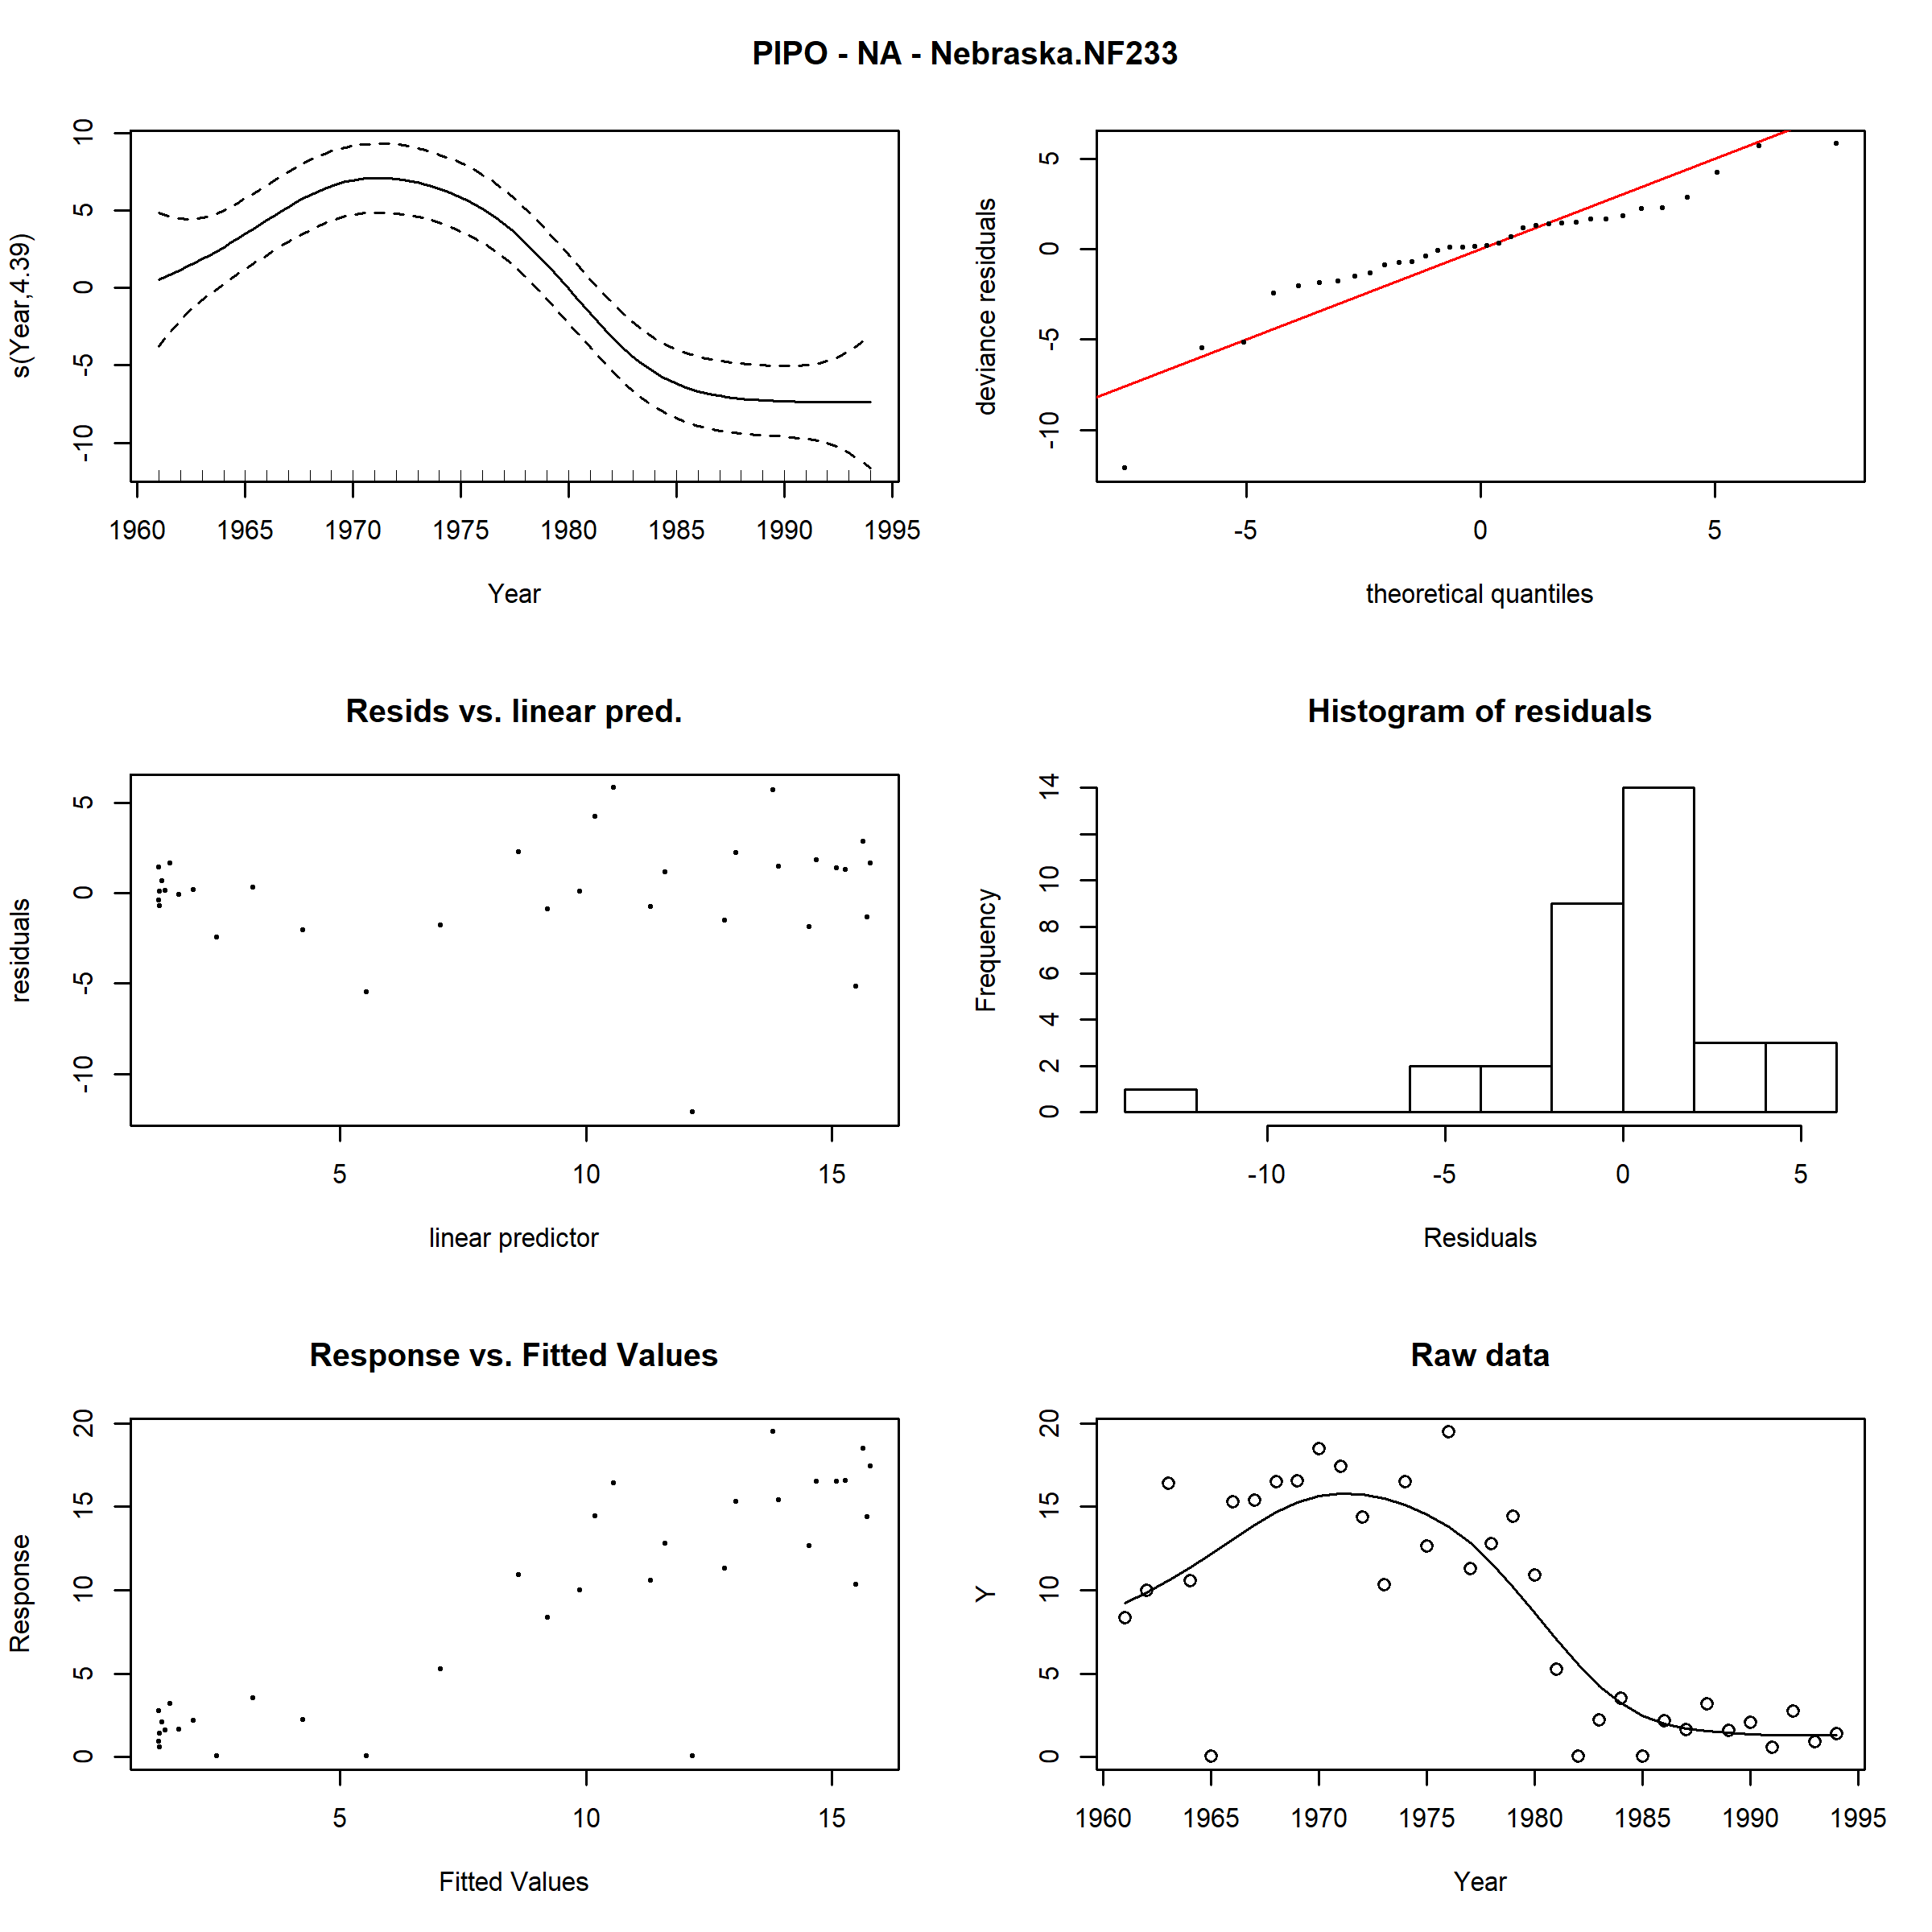 PIPO - NA - Nebraska.NF233
s(Year,4.39)
10
5
0
-5
-10
1960 1965 1970 1975 1980 1985 1990 1995
Year
deviance residuals
5
0
-5
-10
-5 0 5
theoretical quantiles
Resids vs. linear pred.
residuals
5
0
-5
-10
5 10 15
linear predictor
Histogram of residuals
Frequency
14
10
8
6
4
2
0
-10 -5 0 5
Residuals
Response vs. Fitted Values
Response
20
15
10
5
0
5 10 15
Fitted Values
Raw data
Y
20
15
10
5
0
1960 1965 1970 1975 1980 1985 1990 1995
Year